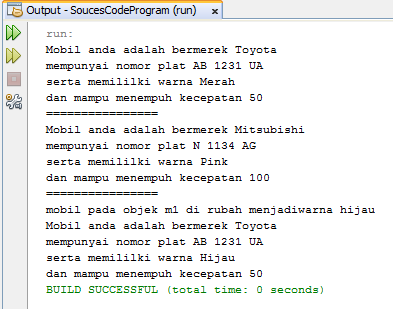 Output - SoucesCodeProgram (run) x
run:
Mobil anda adalah bermerek Toyota
mempunyai nomor plat AB 1231 UA
serta memililki warna Merah
dan mampu menempuh kecepatan 50
================
Mobil anda adalah bermerek Mitsubishi
mempunyai nomor plat N 1134 AG
serta memililki warna Pink
dan mampu menempuh kecepatan 100
================
mobil pada objek m1 di rubah menjadiwarna hijau
Mobil anda adalah bermerek Toyota
mempunyai nomor plat AB 1231 UA
serta memililki warna Hijau
dan mampu menempuh kecepatan 50
BUILD SUCCESSFUL (total time: 0 seconds)